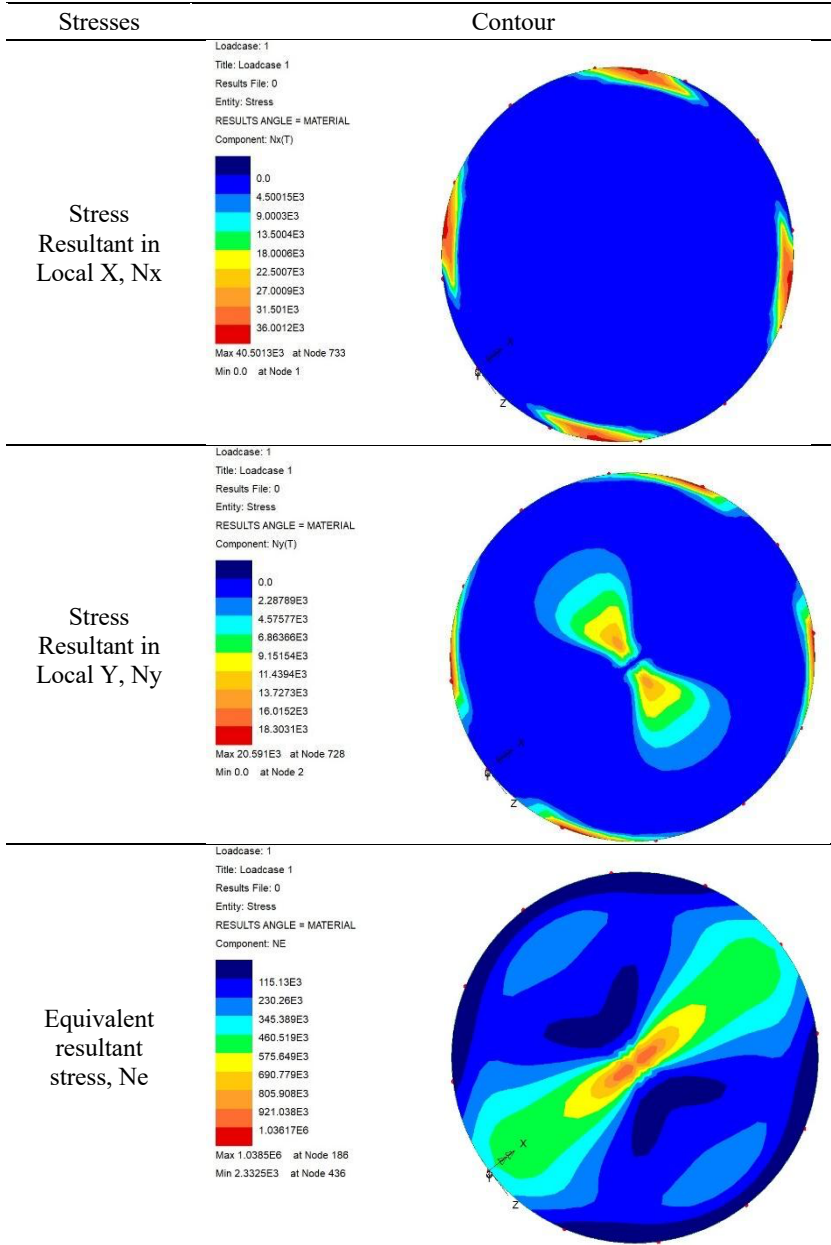 Stresses Contour
Loadcase: 1
Title: Loadcase 1
Results File: 0
Entity: Stress
RESULTS ANGLE = MATERIAL
Component: Nx(T)
0.0
4.50015E3
9.0003E3
13.5004E3
18.0006E3
22.5007E3
27.0009E3
31.501E3
36.0012E3
Max 40.5013E3 at Node 733
Min 0.0 at Node 1
Stress
Resultant in
Local X, Nx
X
Y
Z
Loadcase: 1
Title: Loadcase 1
Results File: 0
Entity: Stress
RESULTS ANGLE = MATERIAL
Component: Ny(T)
0.0
2.28789E3
4.57577E3
6.86366E3
9.15154E3
11.4394E3
13.7273E3
16.0152E3
18.3031E3
Max 20.591E3 at Node 728
Min 0.0 at Node 2
Stress
Resultant in
Local Y, Ny
X
Y
Z
Loadcase: 1
Title: Loadcase 1
Results File: 0
Entity: Stress
RESULTS ANGLE = MATERIAL
Component: NE
115.13E3
230.26E3
345.389E3
460.519E3
575.649E3
690.779E3
805.908E3
921.038E3
1.03617E6
Max 1.0385E6 at Node 186
Min 2.3325E3 at Node 436
Equivalent
resultant
stress, Ne
X
Y
Z